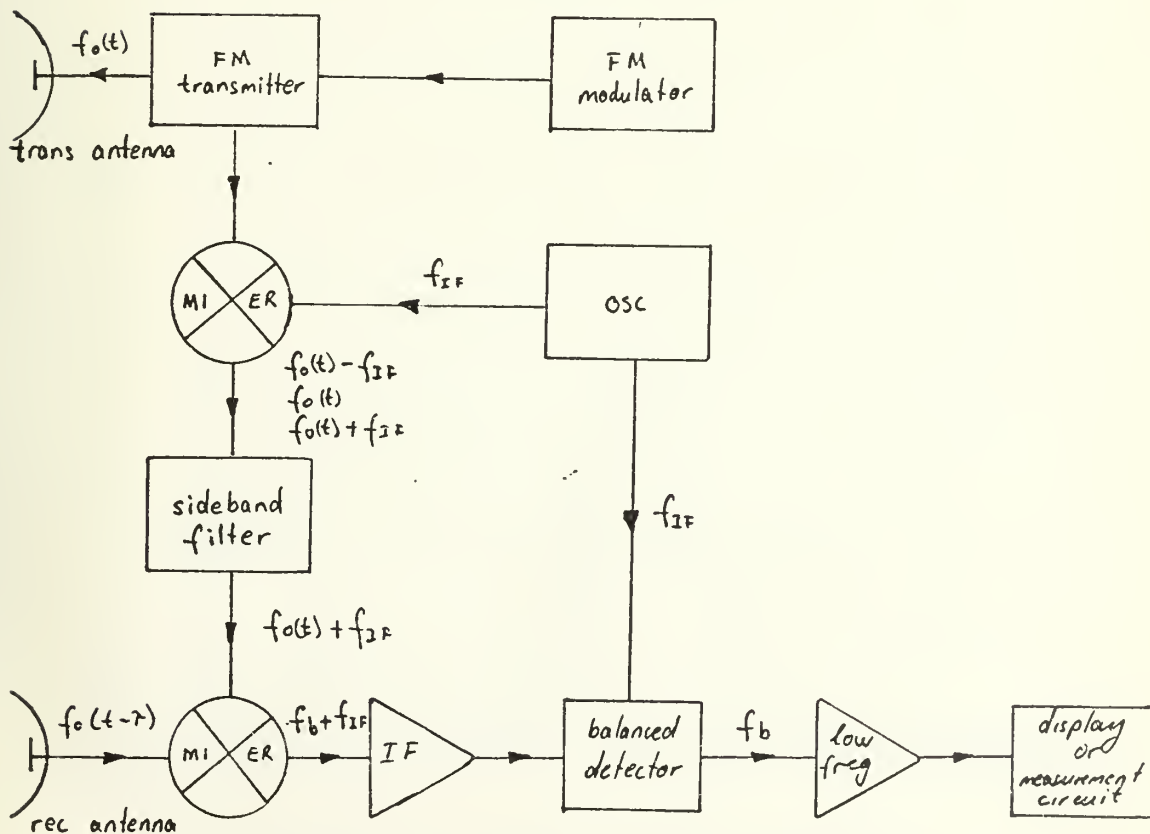 f₀(t)
FM
transmitter
FM
modulator
trans antenna
MI ER
f_IF
OSC
f₀(t) - f_IF
f₀(t)
f₀(t) + f_IF
sideband
filter
f_IF
f₀(t) + f_IF
f₀(t-τ)
MI ER
f_b + f_IF
IF
balanced
detector
f_b
low
freq
display
or
measurement
circuit
rec antenna